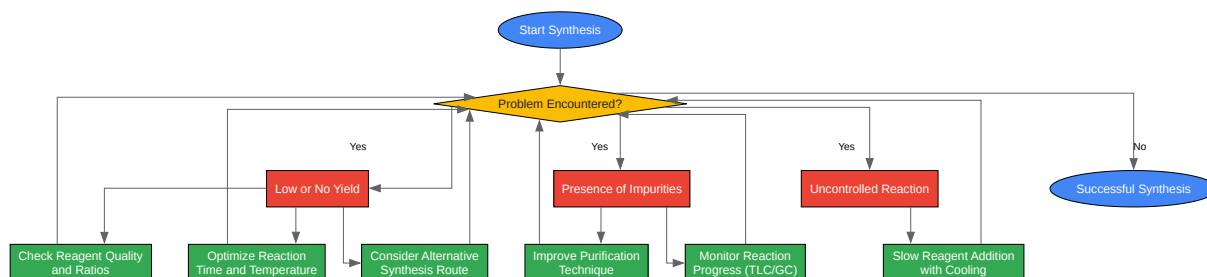 Start Synthesis
Problem Encountered?
Yes
Yes
Yes
No
Low or No Yield
Presence of Impurities
Uncontrolled Reaction
Successful Synthesis
Check Reagent Quality
and Ratios
Optimize Reaction
Time and Temperature
Consider Alternative
Synthesis Route
Improve Purification
Technique
Monitor Reaction
Progress (TLC/GC)
Slow Reagent Addition
with Cooling